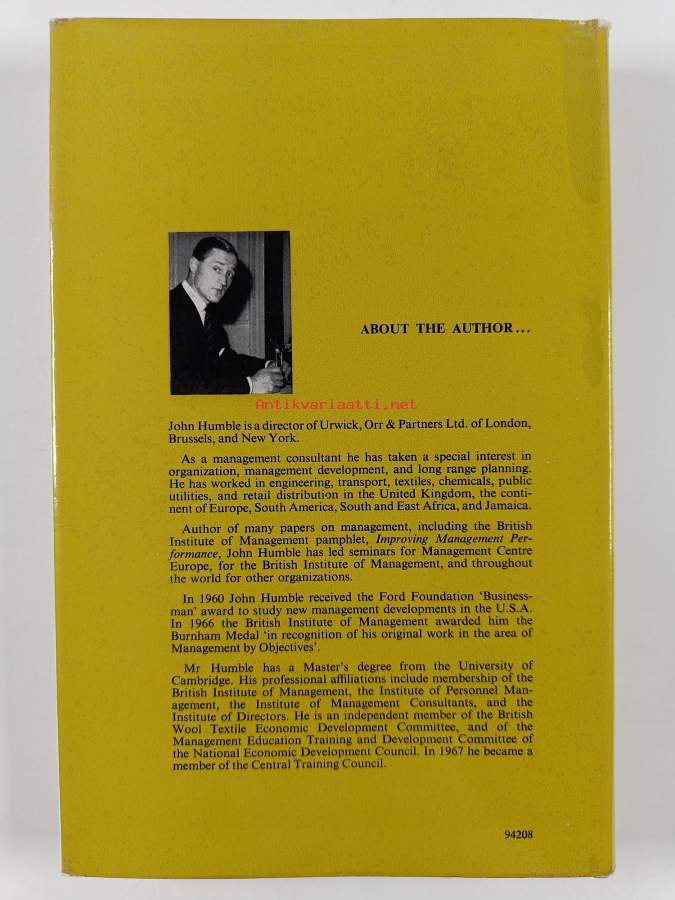 ABOUT THE AUTHOR...
Antikvariaatti.net
John Humble is a director of Urwick, Orr & Partners Ltd. of London,
Brussels, and New York.
As a management consultant he has taken a special interest in
organization, management development, and long range planning.
He has worked in engineering, transport, textiles, chemicals, public
utilities, and retail distribution in the United Kingdom, the conti-
nent of Europe, South America, South and East Africa, and Jamaica.
Author of many papers on management, including the British
Institute of Management pamphlet, Improving Management Per-
formance, John Humble has led seminars for Management Centre
Europe, for the British Institute of Management, and throughout
the world for other organizations.
In 1960 John Humble received the Ford Foundation 'Business-
man' award to study new management developments in the U.S.A.
In 1966 the British Institute of Management awarded him the
Burnham Medal 'in recognition of his original work in the area of
Management by Objectives'.
Mr Humble has a Master's degree from the University of
Cambridge. His professional affiliations include membership of the
British Institute of Management, the Institute of Personnel Man-
agement, the Institute of Management Consultants, and the
Institute of Directors. He is an independent member of the British
Wool Textile Economic Development Committee, and of the
Management Education Training and Development Committee of
the National Economic Development Council. In 1967 he became a
member of the Central Training Council.
94208